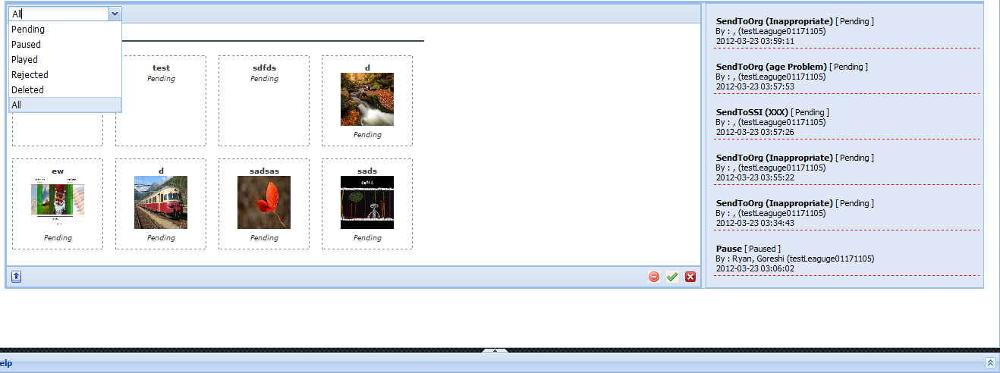 All
Pending
Paused
Played
Rejected
Deleted
All
test
Pending
sdfds
Pending
d
Pending
ew
Pending
d
Pending
sadsas
Pending
sads
Pending
SendToOrg (Inappropriate) [ Pending ]
By : , (testLeaguge01171105)
2012-03-23 03:59:11
SendToOrg (age Problem) [ Pending ]
By : , (testLeaguge01171105)
2012-03-23 03:57:53
SendToSSI (XXX) [ Pending ]
By : , (testLeaguge01171105)
2012-03-23 03:57:26
SendToOrg (Inappropriate) [ Pending ]
By : , (testLeaguge01171105)
2012-03-23 03:55:22
SendToOrg (Inappropriate) [ Pending ]
By : , (testLeaguge01171105)
2012-03-23 03:34:43
Pause [ Paused ]
By : Ryan, Goreshi (testLeaguge01171105)
2012-03-23 03:06:02
elp